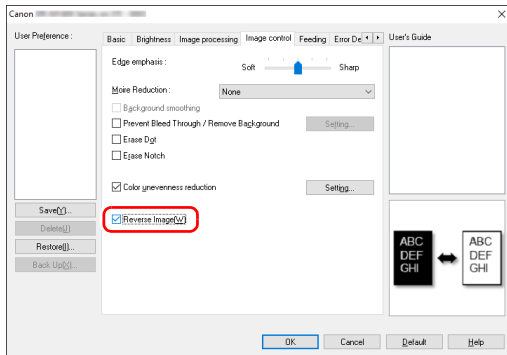 Canon
User Preference :
Basic Brightness Image processing Image control Feeding Error De
User's Guide
Edge emphasis :
Soft Sharp
Moire Reduction : None
Background smoothing
Prevent Bleed Through / Remove Background Setting...
Erase Dot
Erase Notch
Color unevenness reduction Setting...
Reverse Image(W)
Save(Y)...
Delete(J)
Restore(I)...
Back Up(X)...
ABC
DEF
GHI
ABC
DEF
GHI
OK Cancel Default Help